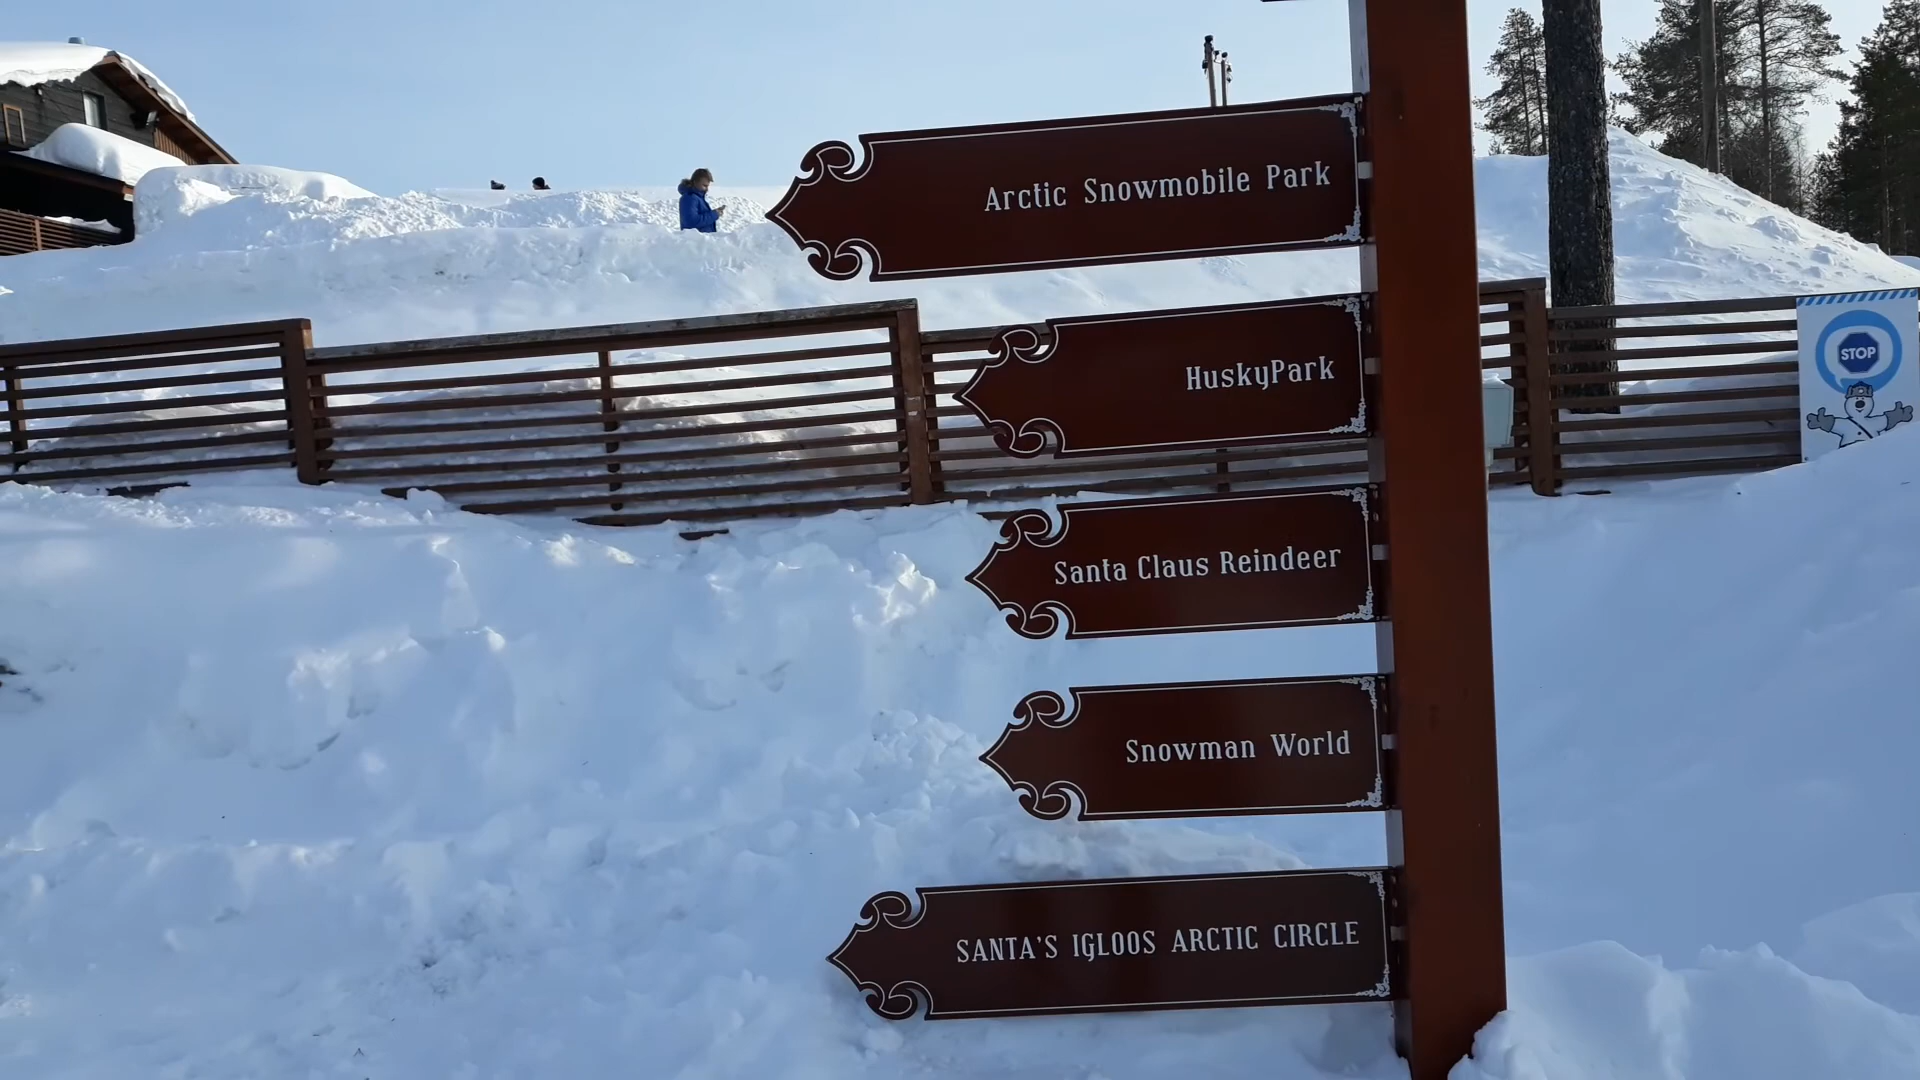 Arctic Snowmobile Park
HuskyPark
STOP
Santa Claus Reindeer
Snowman World
SANTA'S IGLOOS ARCTIC CIRCLE